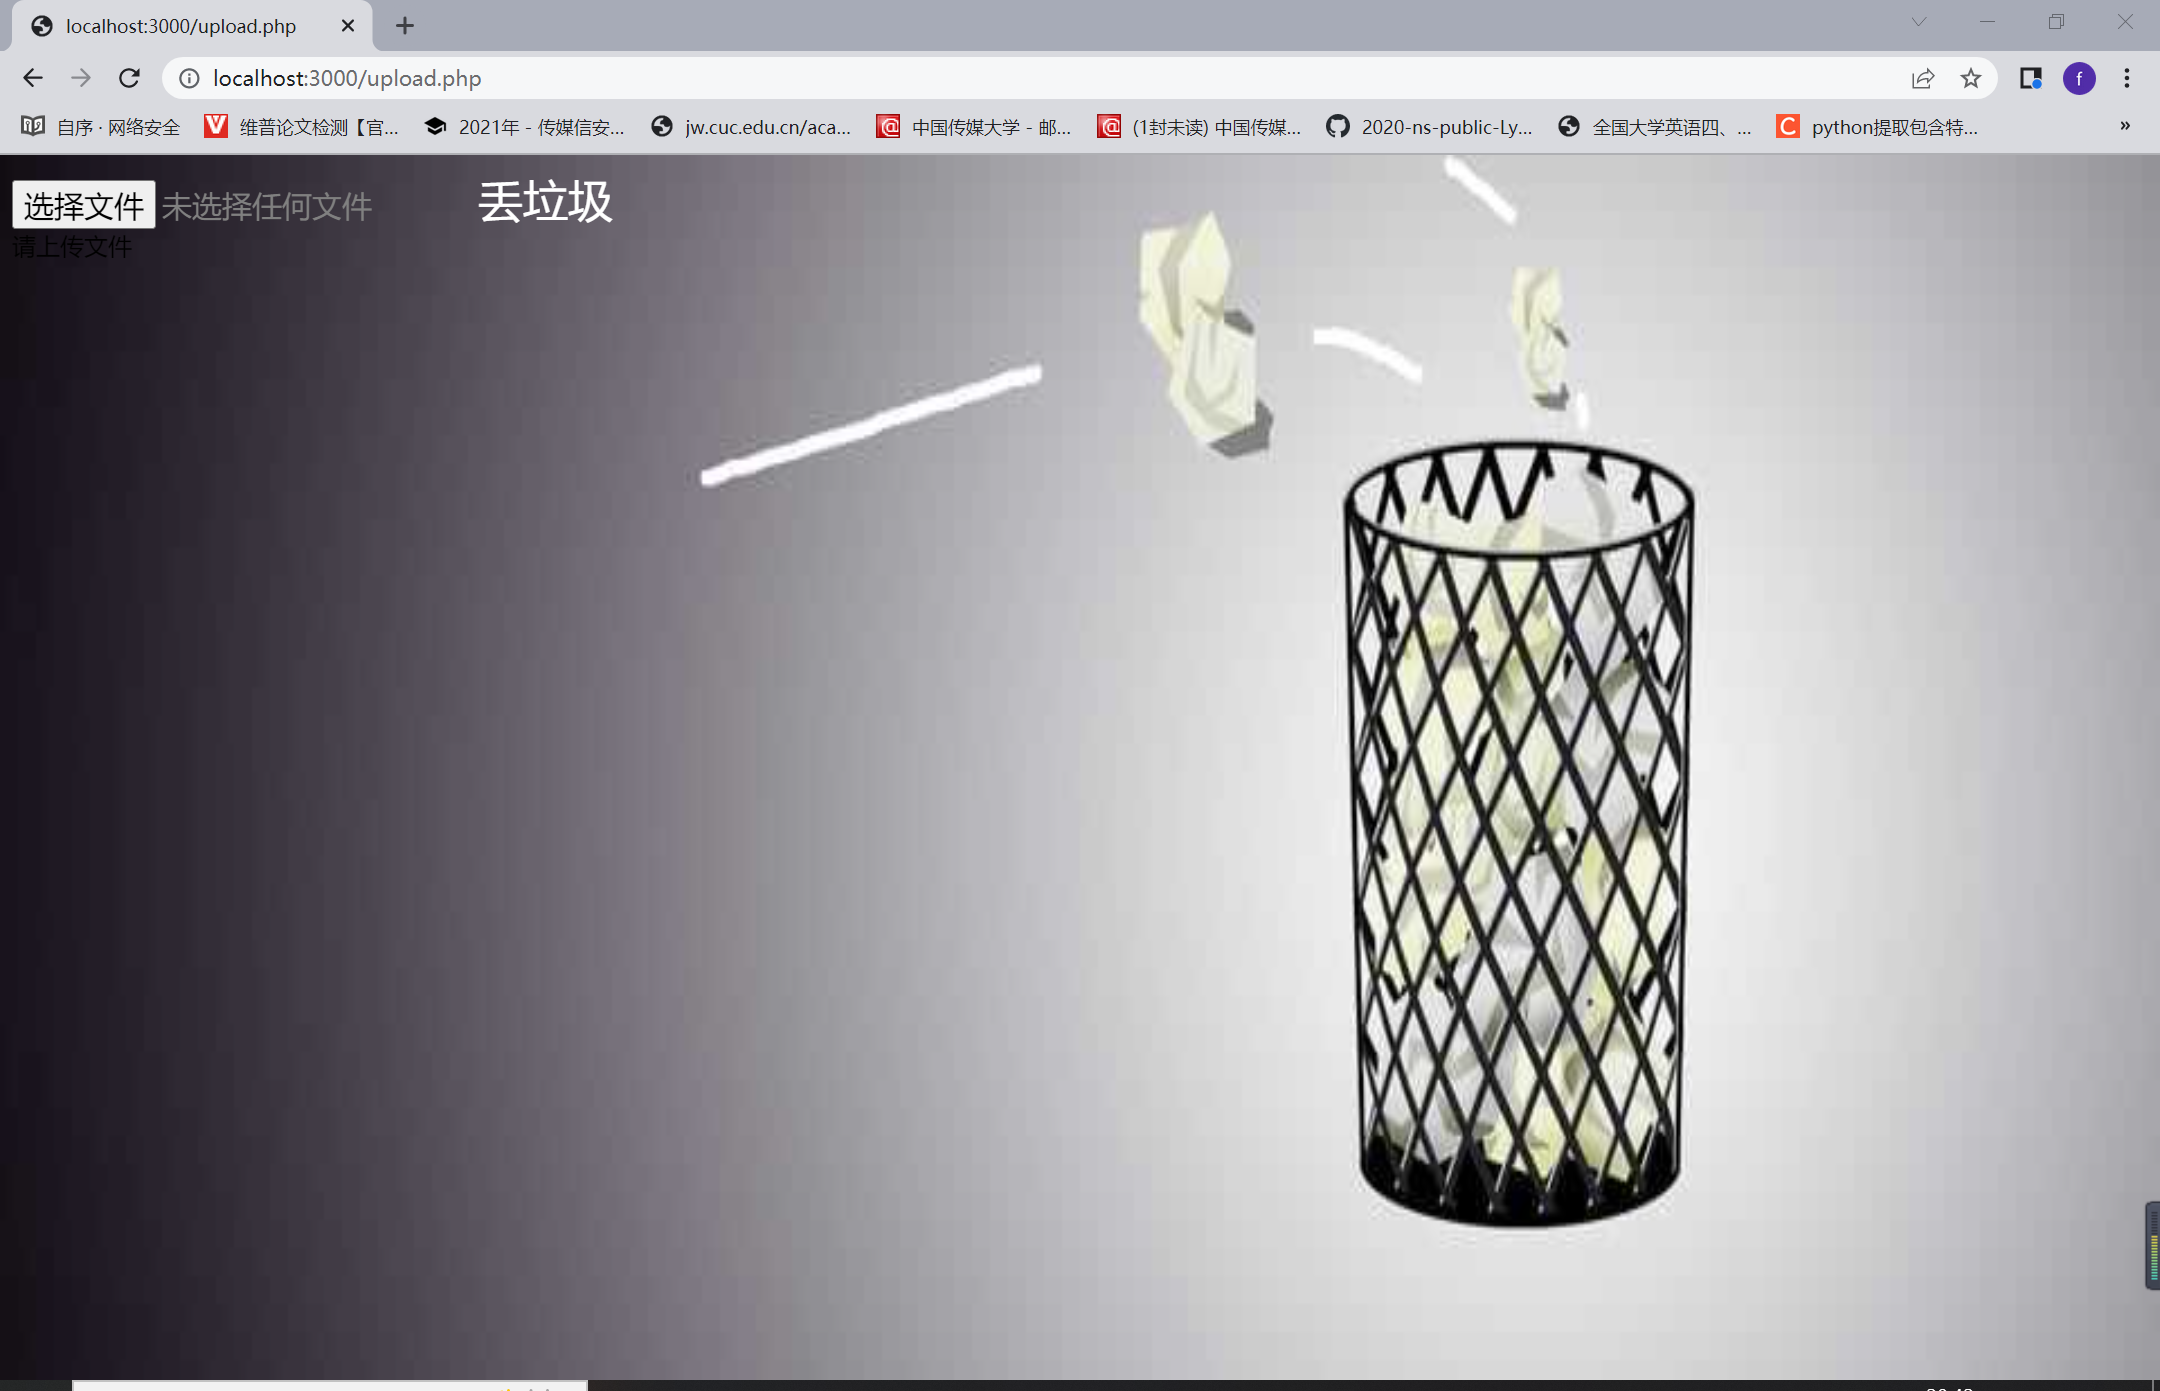 localhost:3000/upload.php
localhost:3000/upload.php
f
自序 · 网络安全
维普论文检测【官...
2021年 - 传媒信安...
jw.cuc.edu.cn/aca...
中国传媒大学 - 邮...
(1封未读) 中国传媒...
2020-ns-public-Ly...
全国大学英语四、...
python提取包含特...
»
选择文件 未选择任何文件
丢垃圾
请上传文件